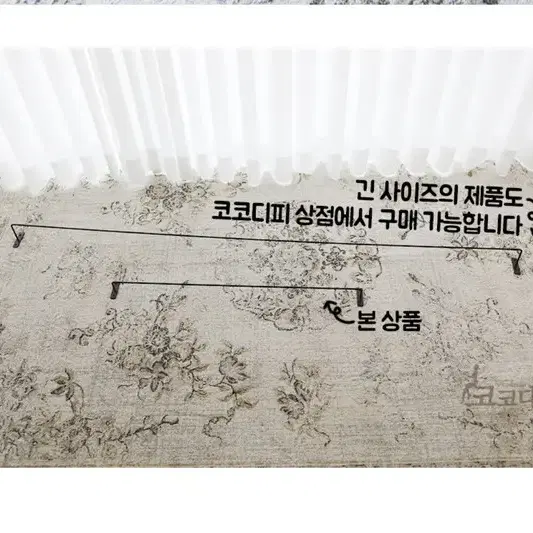 긴 사이즈의 제품도
코코디피 상점에서 구매 가능합니다
본 상품
코코디